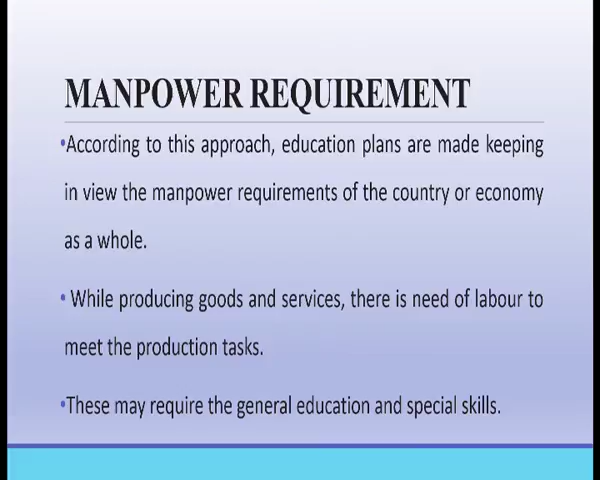 MANPOWER REQUIREMENT
•According to this approach, education plans are made keeping
in view the manpower requirements of the country or economy
as a whole.
• While producing goods and services, there is need of labour to
meet the production tasks.
•These may require the general education and special skills.